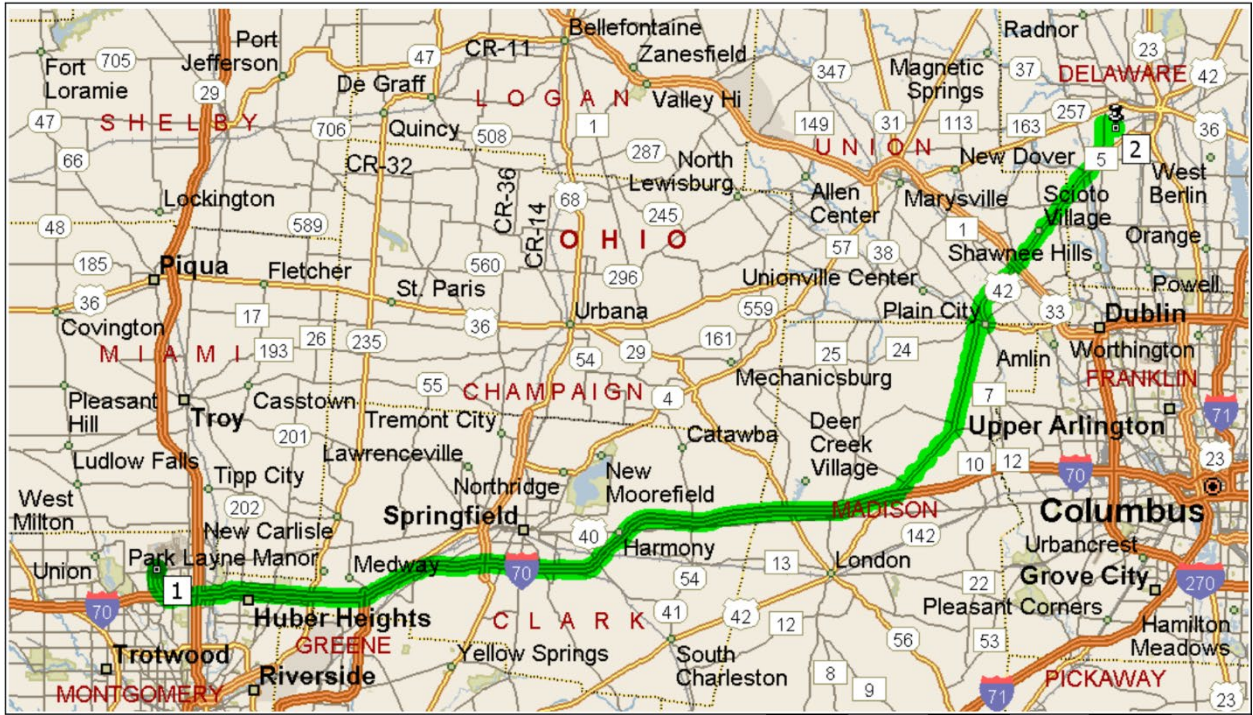 Radnor
Port
Jefferson
Bellefontaine
CR-11
Zanesfield
23
705
Fort
Loramie
47
De Graff
347
Magnetic
Springs
37
DELAWARE
42
29
LOGAN
Valley Hi
SHELBY
47
706
Quincy
508
1
149
31
113
163
257
36
66
CR-32
287
UNION
New Dover
5
2
West
Berlin
CR-36
North
Lewisburg
Allen
Center
Marysville
Scioto
Village
Lockington
68
CR-14
245
48
589
OHIO
57
38
1
Shawnee Hills
Orange
185
Piqua
Fletcher
560
296
Unionville Center
42
Powell
36
St. Paris
Urbana
559
Plain City
33
Dublin
Covington
17
26
36
MIAMI
193
235
54
29
161
25
24
Amlin
Worthington
55
CHAMPAIGN
Mechanicsburg
7
FRANKLIN
Pleasant
Hill
Troy
Casstown
Tremont City
4
Deer
Creek
Village
Upper Arlington
71
201
Catawba
Ludlow Falls
Lawrenceville
10
12
70
23
Tipp City
Northridge
New
Moorefield
West
Milton
202
Springfield
MADISON
Columbus
New Carlisle
40
142
Park Layne Manor
Harmony
Urbancrest
Union
Medway
70
13
London
22
Grove City
270
1
54
70
Huber Heights
CLARK
41
42
12
Pleasant Corners
GREENE
56
53
Hamilton
Meadows
Trotwood
Yellow Springs
South
Charleston
8
9
Riverside
MONTGOMERY
71
PICKAWAY
23